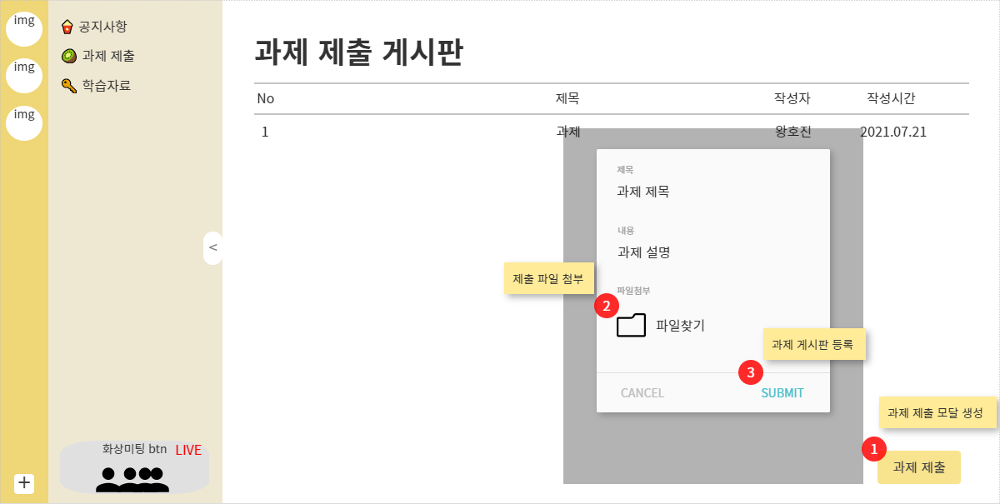 img
img
img
+
공지사항
과제 제출
학습자료
<
화상미팅 btn LIVE
과제 제출 게시판
No 제목 작성자 작성시간
1 과제 왕호진 2021.07.21
제목
과제 제목
내용
과제 설명
제출 파일 첨부
파일첨부
2
파일찾기
과제 게시판 등록
3
CANCEL SUBMIT
과제 제출 모달 생성
1
과제 제출